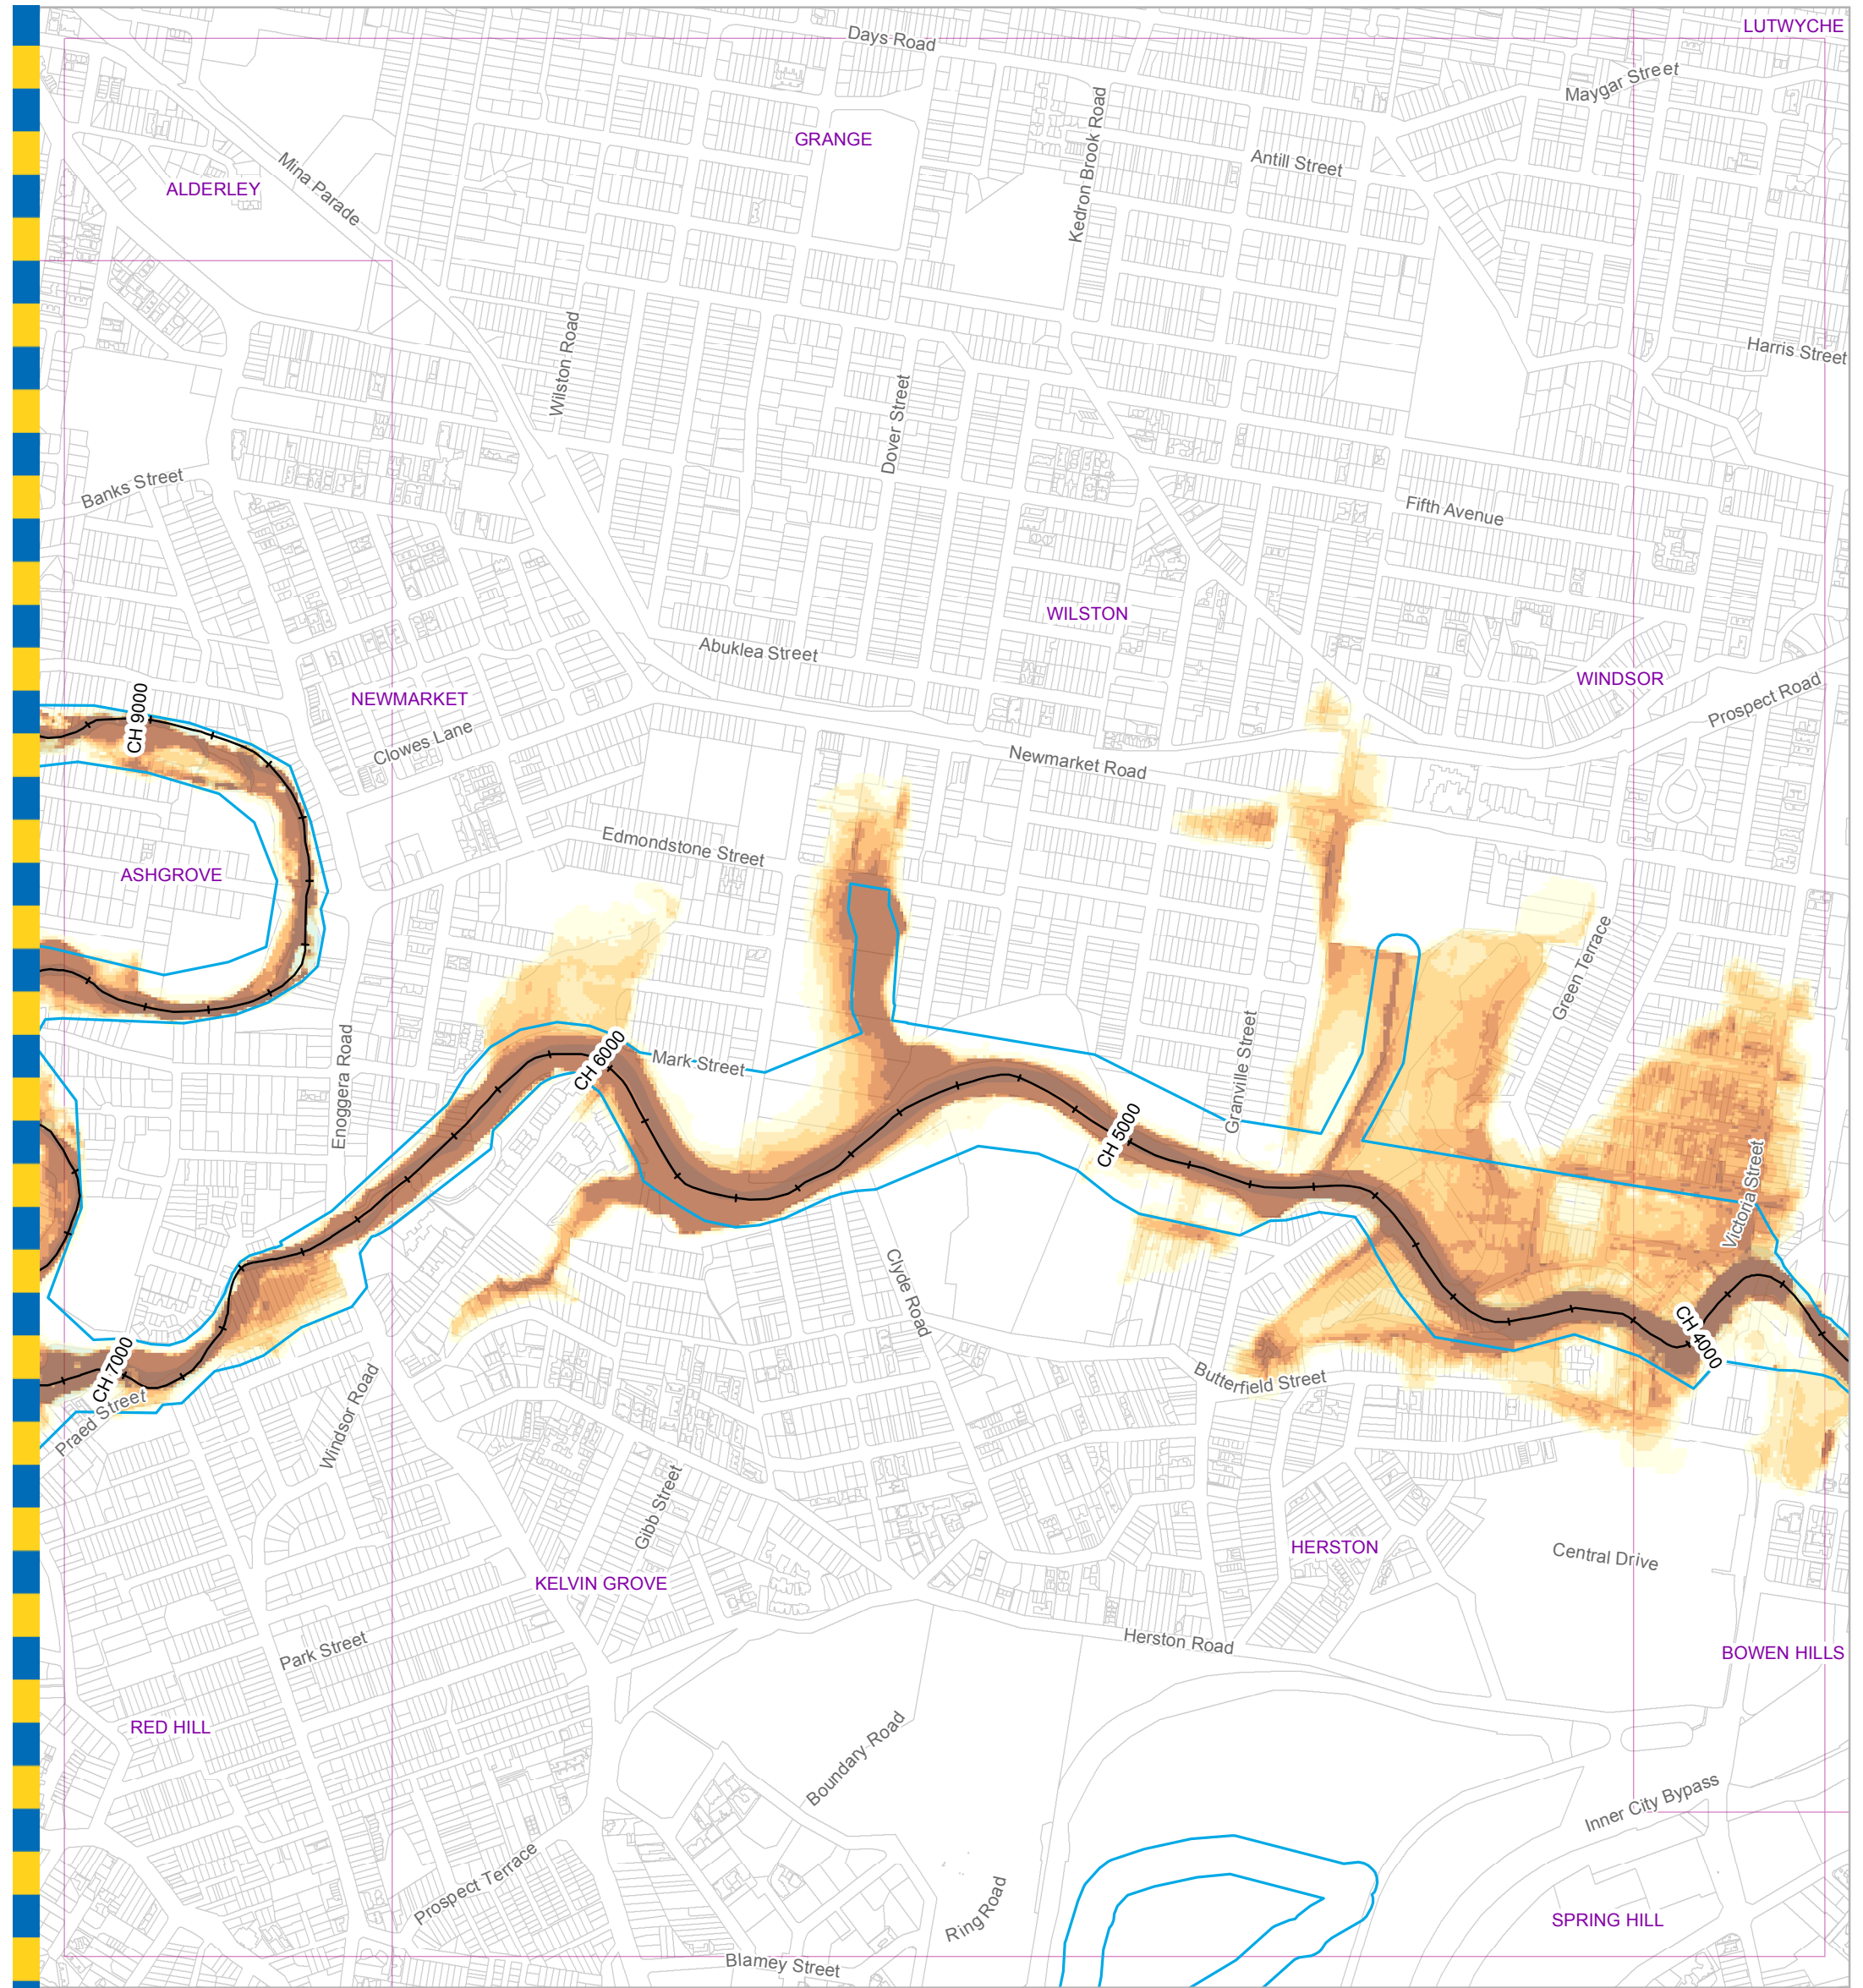 LUTWYCHE
Days Road
Maygar Street
GRANGE
Kedron Brook Road
Antill Street
Mina Parade
ALDERLEY
Harris Street
Wilston Road
Dover Street
Banks Street
Fifth Avenue
WILSTON
Abuklea Street
WINDSOR
Prospect Road
CH 9000
NEWMARKET
Clowes Lane
Newmarket Road
Edmondstone Street
ASHGROVE
Green Terrace
Enoggera Road
CH 6000
Mark Street
Granville Street
CH 5000
Victoria Street
Clyde Road
CH 4000
CH 7000
Praed Street
Butterfield Street
Windsor Road
Gibb Street
HERSTON
Central Drive
KELVIN GROVE
Park Street
Herston Road
BOWEN HILLS
RED HILL
Boundary Road
Inner City Bypass
Prospect Terrace
Ring Road
SPRING HILL
Blamey Street